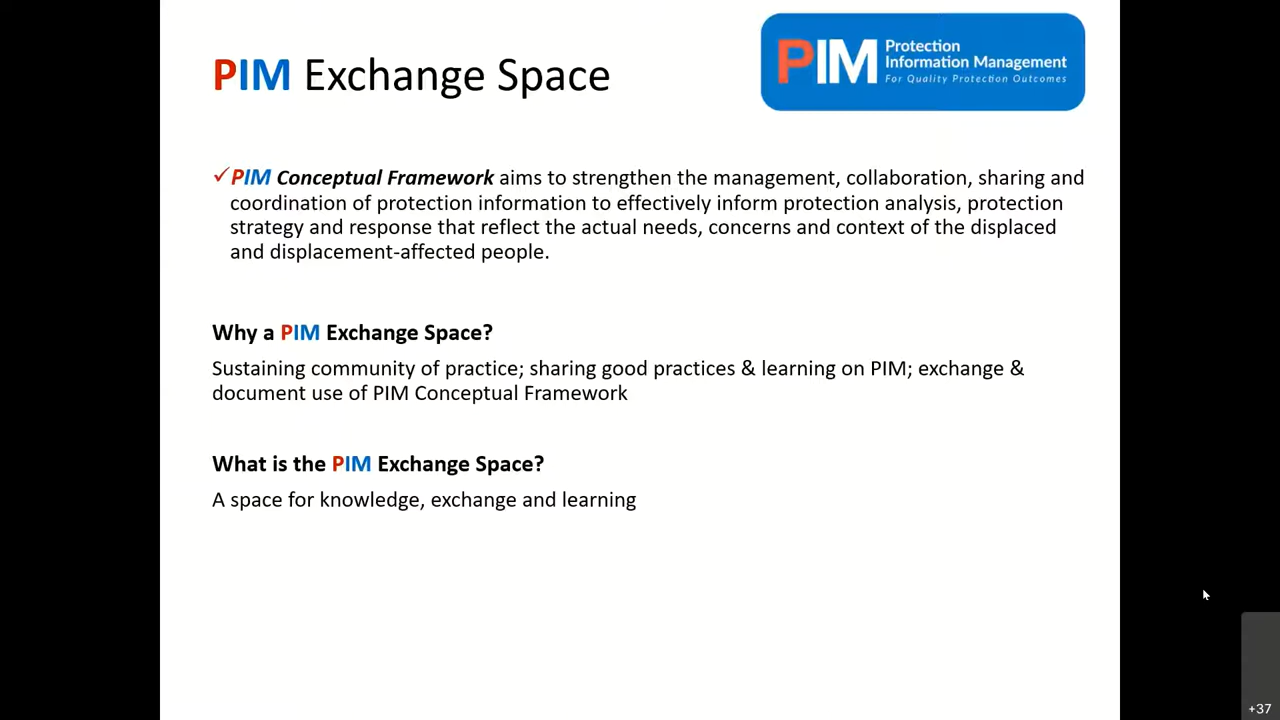 PIM Exchange Space
PIM Protection
Information Management
For Quality Protection Outcomes
✓PIM Conceptual Framework aims to strengthen the management, collaboration, sharing and
coordination of protection information to effectively inform protection analysis, protection
strategy and response that reflect the actual needs, concerns and context of the displaced
and displacement-affected people.
Why a PIM Exchange Space?
Sustaining community of practice; sharing good practices & learning on PIM; exchange &
document use of PIM Conceptual Framework
What is the PIM Exchange Space?
A space for knowledge, exchange and learning
+37